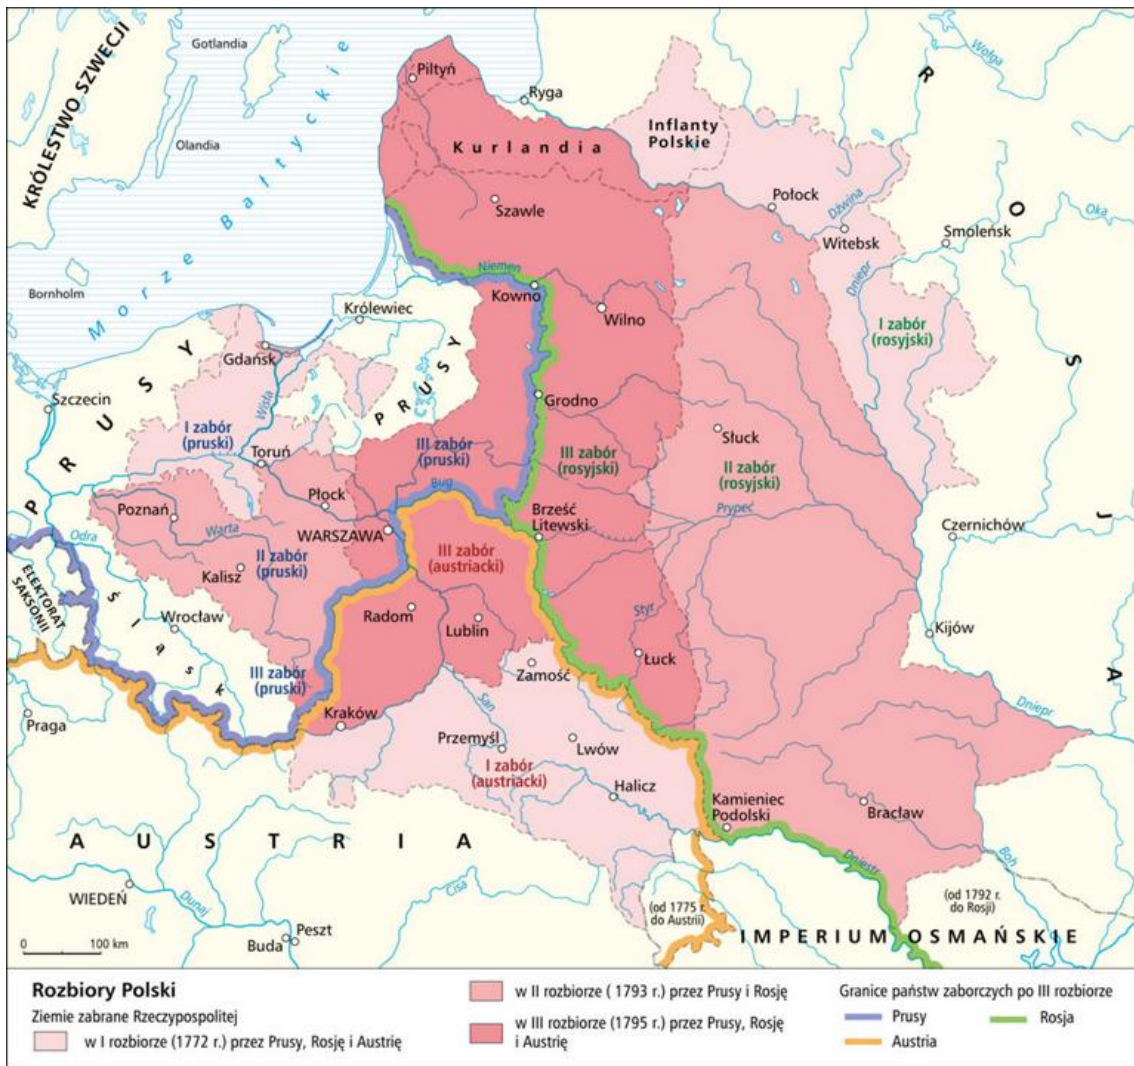 KRÓLESTWO SZWECJI
Gotlandia
Olandia
Bornholm
Morze Bałtyckie
Piltyń
Ryga
Kurlandia
Inflanty
Polskie
Szawle
Połock
Dźwina
Witebsk
Smoleńsk
Wołga
Oka
Dniepr
ROSJA
Niemen
Kowno
Wilno
Królewiec
Gdańsk
Wisła
PRUSY
PRUSY
Szczecin
I zabór
(pruski)
I zabór
(rosyjski)
Grodno
Słuck
Toruń
III zabór
(pruski)
III zabór
(rosyjski)
II zabór
(rosyjski)
Bug
Płock
Poznań
Warta
WARSZAWA
Brześć
Litewski
Prypeć
Czernichów
Odra
II zabór
(pruski)
III zabór
(austriacki)
Kalisz
ELEKTORAT
SAKSONII
Śląsk
Wrocław
Radom
Lublin
Styr
Łuck
Kijów
III zabór
(pruski)
Zamość
Praga
Kraków
San
Przemyśl
Lwów
Dniepr
I zabór
(austriacki)
Halicz
Kamieniec
Podolski
Bracław
AUSTRIA
Dniestr
Boh
WIEDEŃ
Dunaj
Cisa
(od 1775 r.
do Austrii)
(od 1792 r.
do Rosji)
Buda
Peszt
IMPERIUM OSMAŃSKIE
0 100 km
Rozbiory Polski
Ziemie zabrane Rzeczypospolitej
w I rozbiorze (1772 r.) przez Prusy, Rosję i Austrię
w II rozbiorze ( 1793 r.) przez Prusy i Rosję
w III rozbiorze (1795 r.) przez Prusy, Rosję
i Austrię
Granice państw zaborczych po III rozbiorze
Prusy
Rosja
Austria